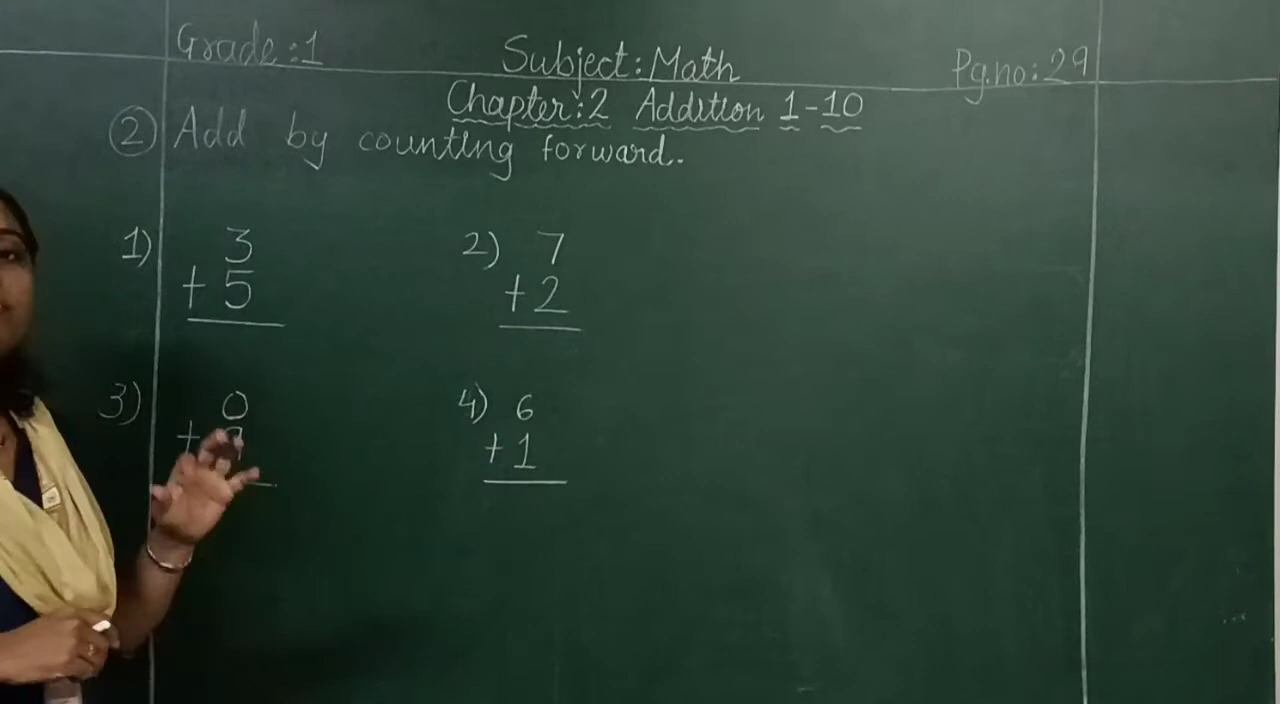 Grade:1 Subject:Math Pg.no:29
Chapter:2 Addition 1-10
② Add by counting forward.
1) 3 2) 7
+ 5 + 2
3) 0 4) 6
+ + 1